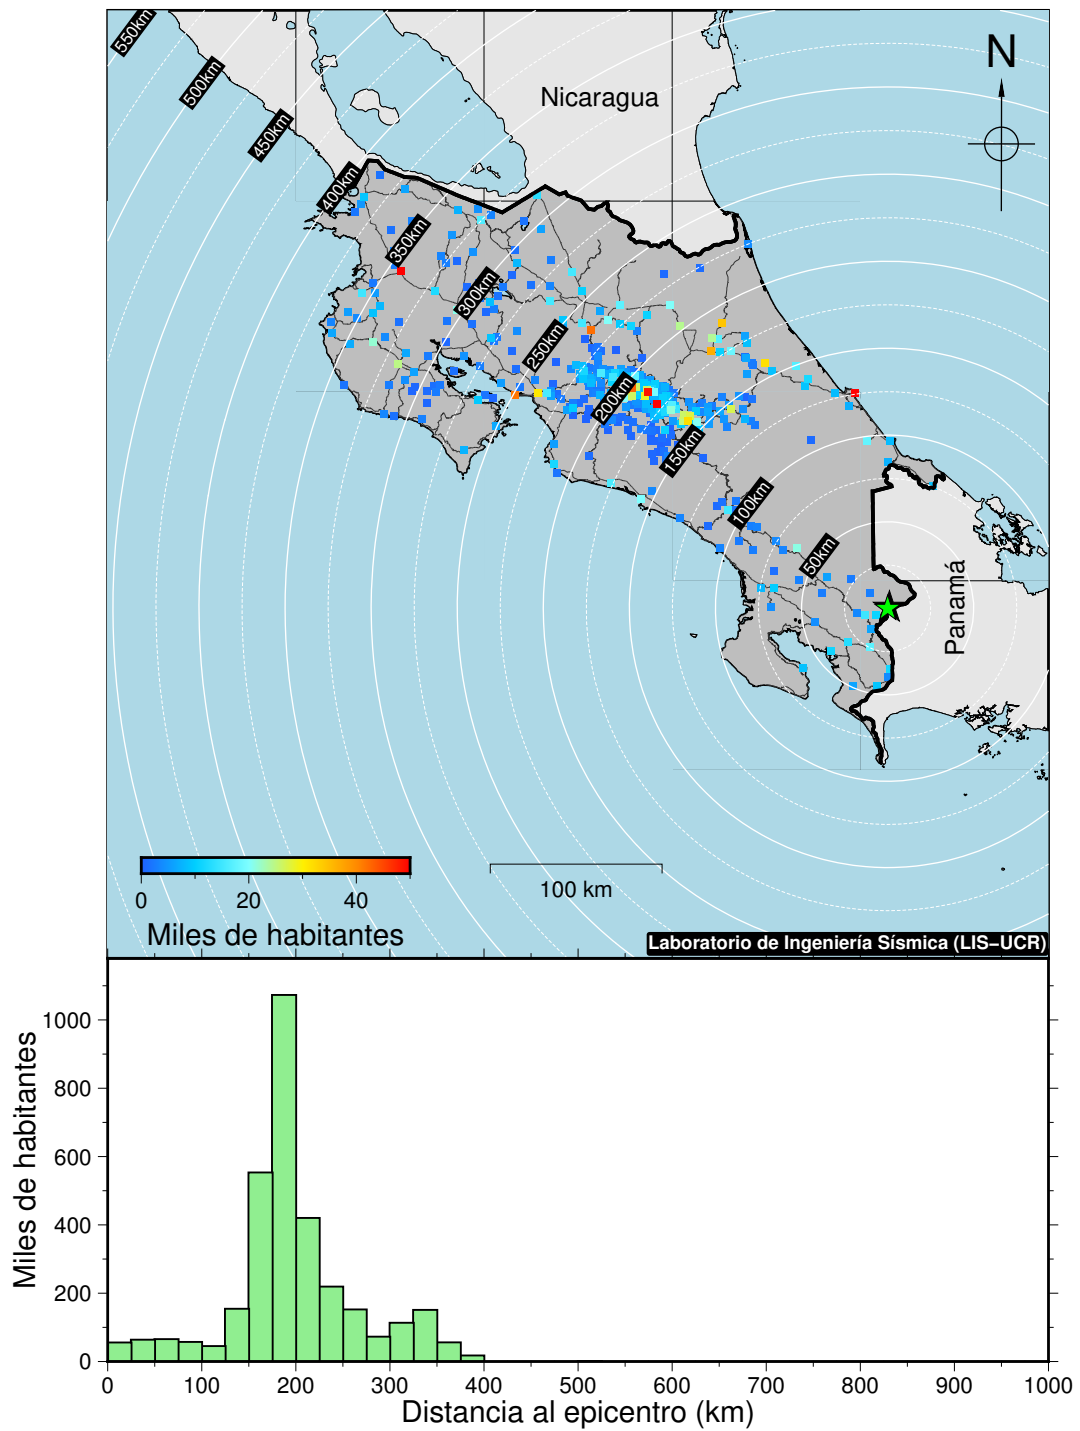 550km
500km
450km
400km
350km
300km
250km
200km
150km
100km
50km
Nicaragua
N
Panamá
0 20 40
Miles de habitantes
100 km
Laboratorio de Ingeniería Sísmica (LIS−UCR)
Miles de habitantes
1000
800
600
400
200
0
0 100 200 300 400 500 600 700 800 900 1000
Distancia al epicentro (km)